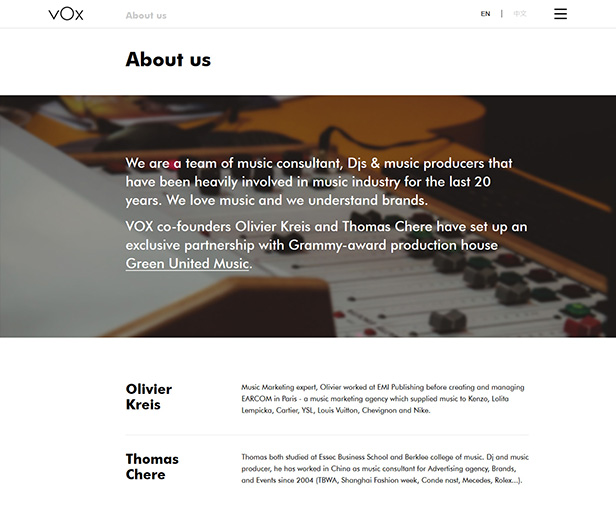 vOx
About us
EN | 中文
About us
We are a team of music consultant, Djs & music producers that
have been heavily involved in music industry for the last 20
years. We love music and we understand brands.
VOX co-founders Olivier Kreis and Thomas Chere have set up an
exclusive partnership with Grammy-award production house
Green United Music.
Olivier
Kreis
Music Marketing expert, Olivier worked at EMI Publishing before creating and managing
EARCOM in Paris - a music marketing agency which supplied music to Kenzo, Lolita
Lempicka, Cartier, YSL, Louis Vuitton, Chevignon and Nike.
Thomas
Chere
Thomas both studied at Essec Business School and Berklee college of music. Dj and music
producer, he has worked in China as music consultant for Advertising agency, Brands,
and Events since 2004 (TBWA, Shanghai Fashion week, Conde nast, Mecedes, Rolex...).